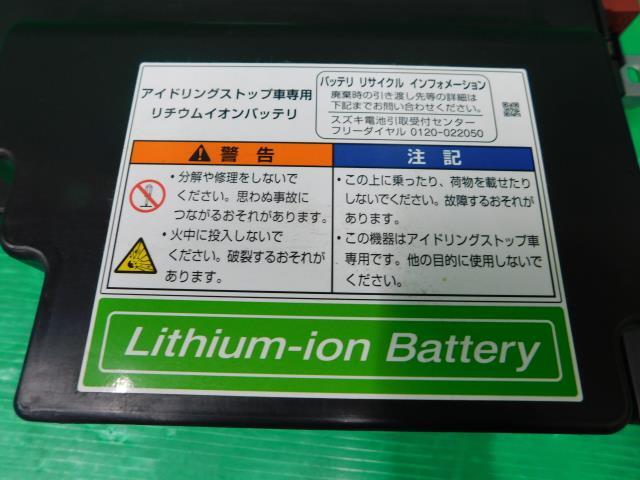 アイドリングストップ車専用
リチウムイオンバッテリ
バッテリ リサイクル インフォメーション
廃棄時の引き渡し先等の詳細は
下記までお問い合わせください。
スズキ電池引取受付センター
フリーダイヤル 0120-022050
警告
・分解や修理をしないで
ください。思わぬ事故に
つながるおそれがあります。
・火中に投入しないで
ください。破裂するおそれが
あります。
注記
・この上に乗ったり、荷物を載せたり
しないでください。故障するおそれが
あります。
・この機器はアイドリングストップ車
専用です。他の目的に使用しないで
ください。
Lithium-ion Battery